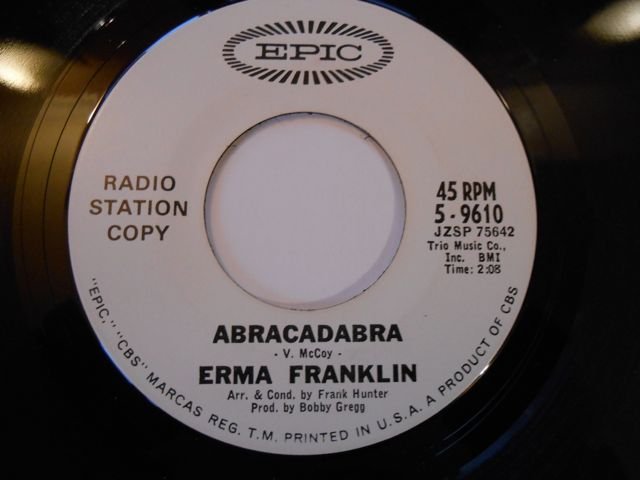 EPIC
RADIO
STATION
COPY
45 RPM
5-9610
JZSP 75642
Trio Music Co.,
Inc. BMI
Time: 2:08
ABRACADABRA
- V. McCoy -
ERMA FRANKLIN
Arr. & Cond. by Frank Hunter
Prod. by Bobby Gregg
"EPIC," "CBS" MARCAS REG. T.M. PRINTED IN U.S.A. A PRODUCT OF CBS